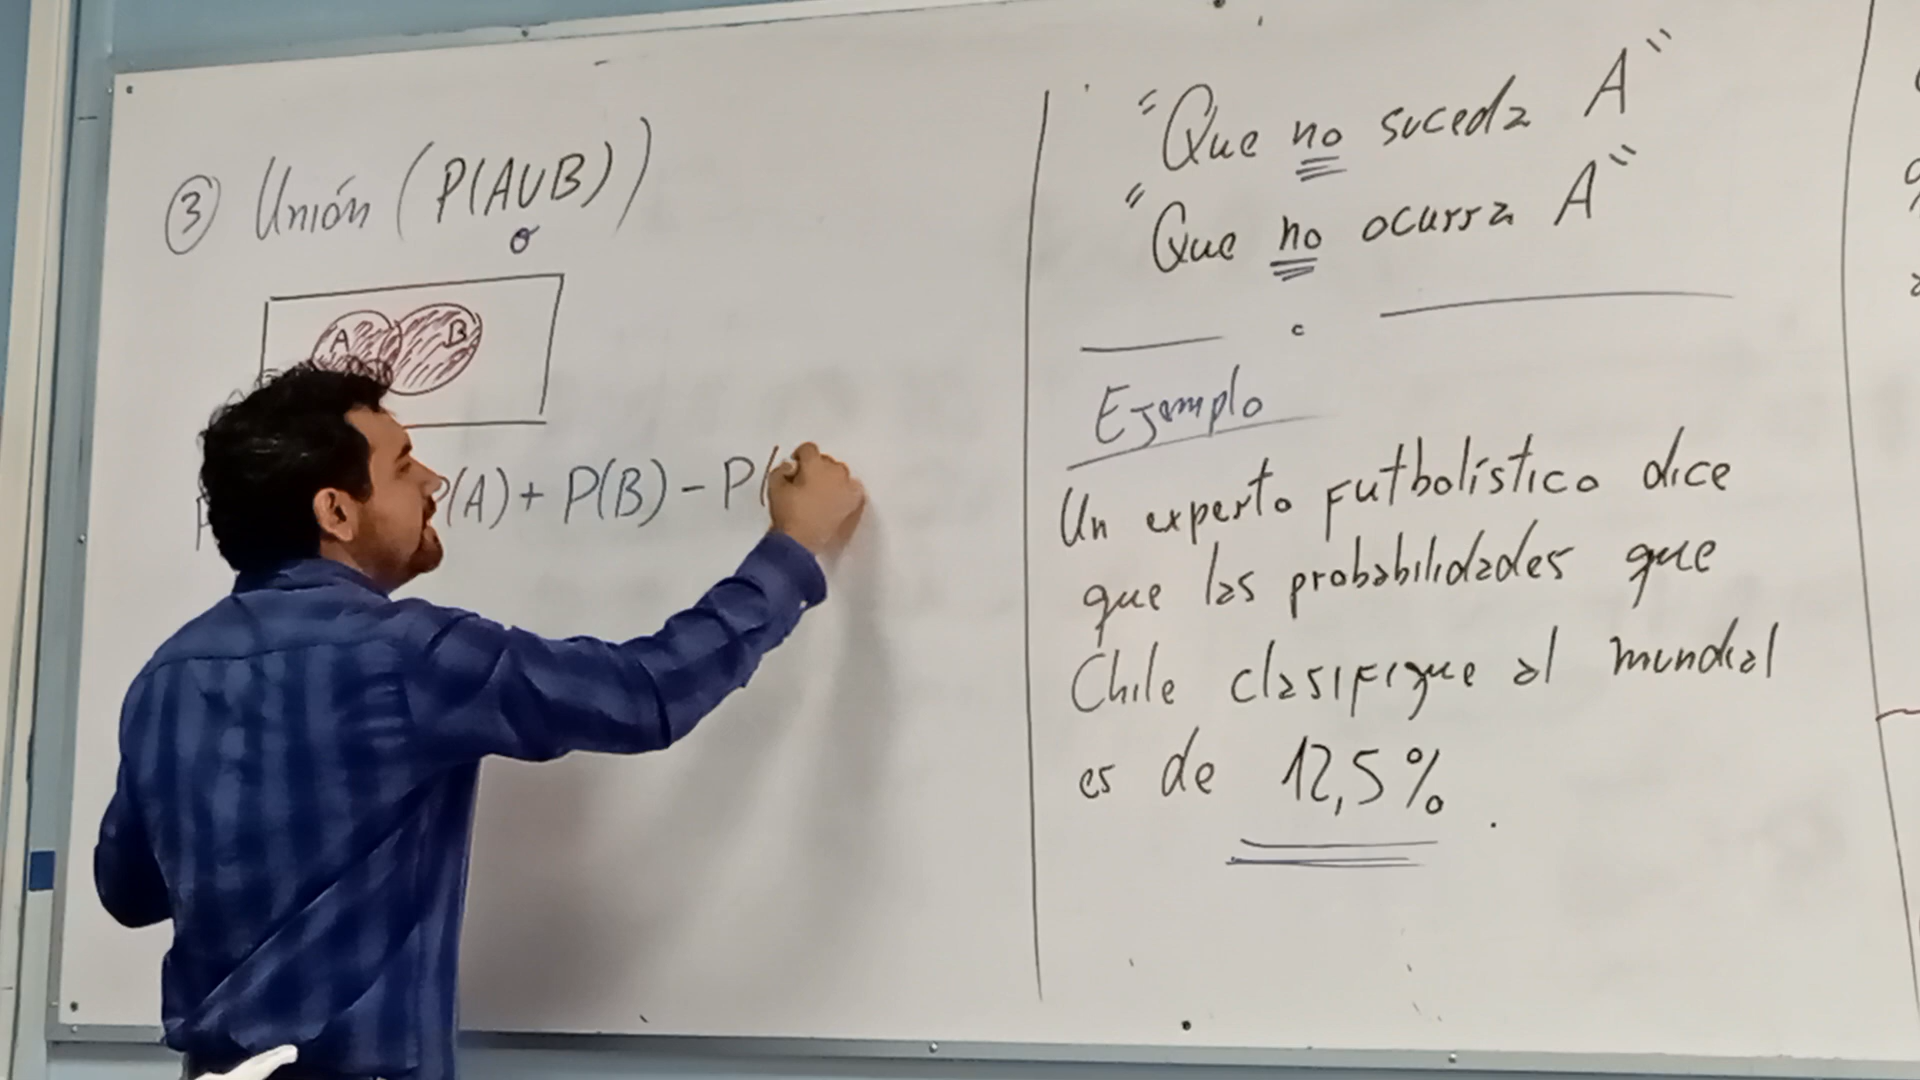 ③ Unión (P(A∪B))
o
A B
P(A) + P(B) - P(
"Que no suceda A"
"Que no ocurra A"
Ejemplo
Un experto futbolístico dice
que las probabilidades que
Chile clasifique al mundial
es de 12,5%.